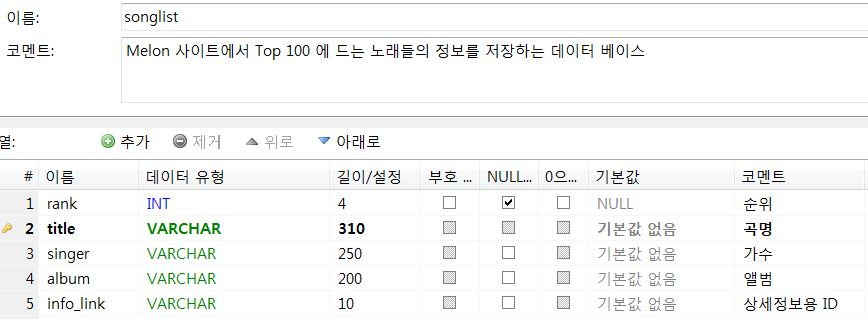 이름: songlist
코멘트: Melon 사이트에서 Top 100 에 드는 노래들의 정보를 저장하는 데이터 베이스
열: 추가 제거 위로 아래로
# 이름 데이터 유형 길이/설정 부호 ... NULL... 0으... 기본값 코멘트
1 rank INT 4 NULL 순위
2 title VARCHAR 310 기본값 없음 곡명
3 singer VARCHAR 250 기본값 없음 가수
4 album VARCHAR 200 기본값 없음 앨범
5 info_link VARCHAR 10 기본값 없음 상세정보용 ID